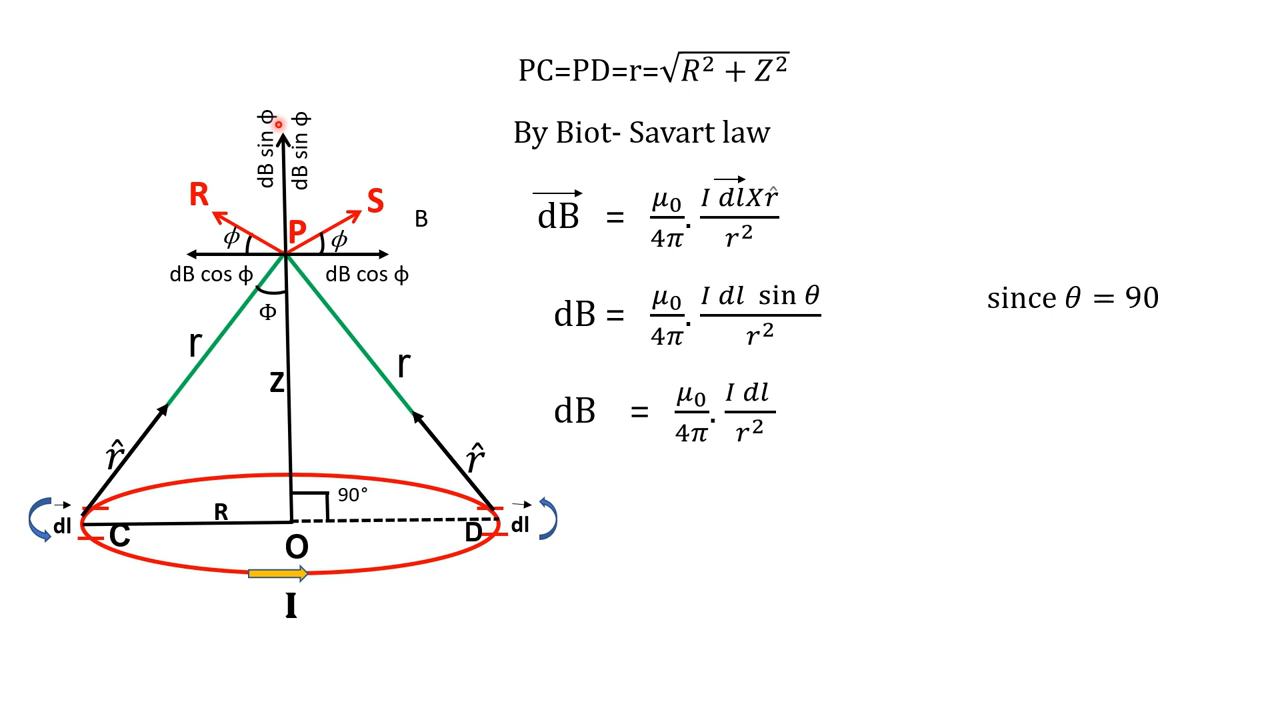 PC=PD=r=√(R² + Z²)
By Biot- Savart law
dB⃗ = μ₀/4π . I dl⃗Xr̂/r²
dB = μ₀/4π . I dl sin θ/r²
since θ = 90
dB = μ₀/4π . I dl/r²
dB sin ϕ
dB sin ϕ
R
S
P
B
ϕ
ϕ
dB cos ϕ
dB cos ϕ
Φ
r
r
Z
r̂
r̂
90°
R
dl⃗
C
O
D
dl⃗
I